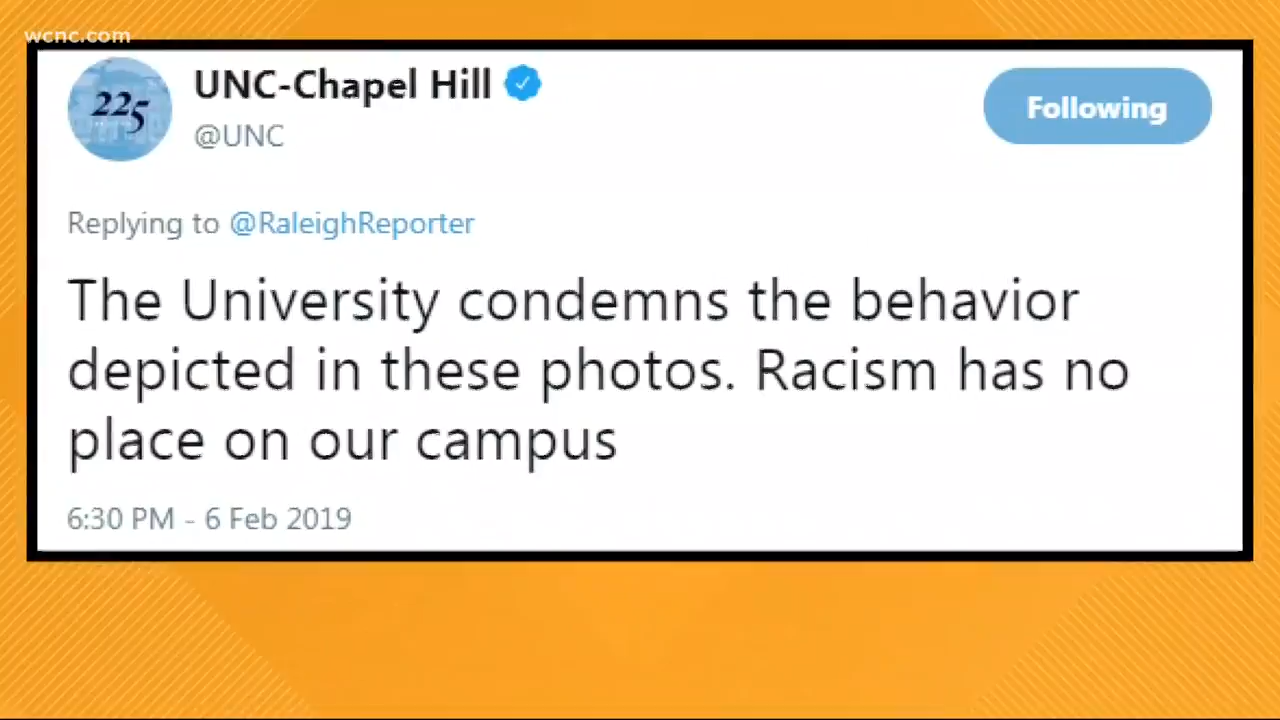 wcnc.com
UNC-Chapel Hill
225
@UNC
Following
Replying to @RaleighReporter
The University condemns the behavior
depicted in these photos. Racism has no
place on our campus
6:30 PM - 6 Feb 2019